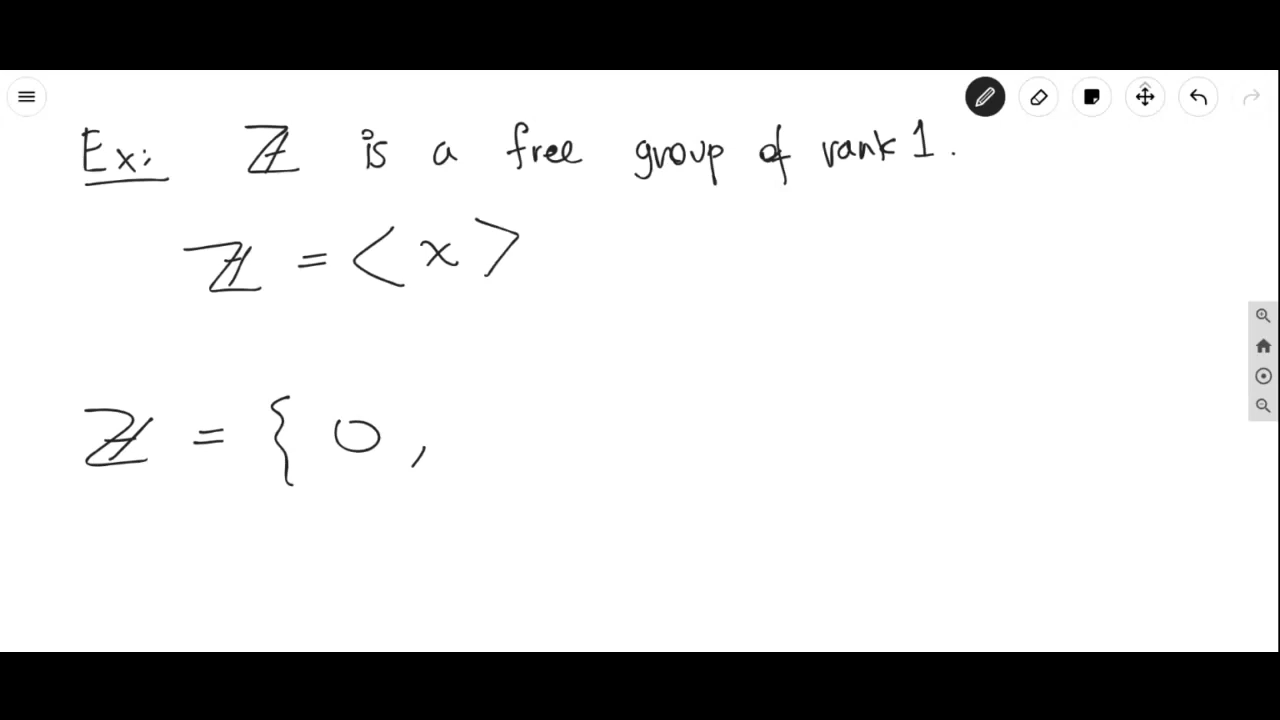 Ex: ℤ is a free group of rank 1.
ℤ = < x >
ℤ = { 0 ,